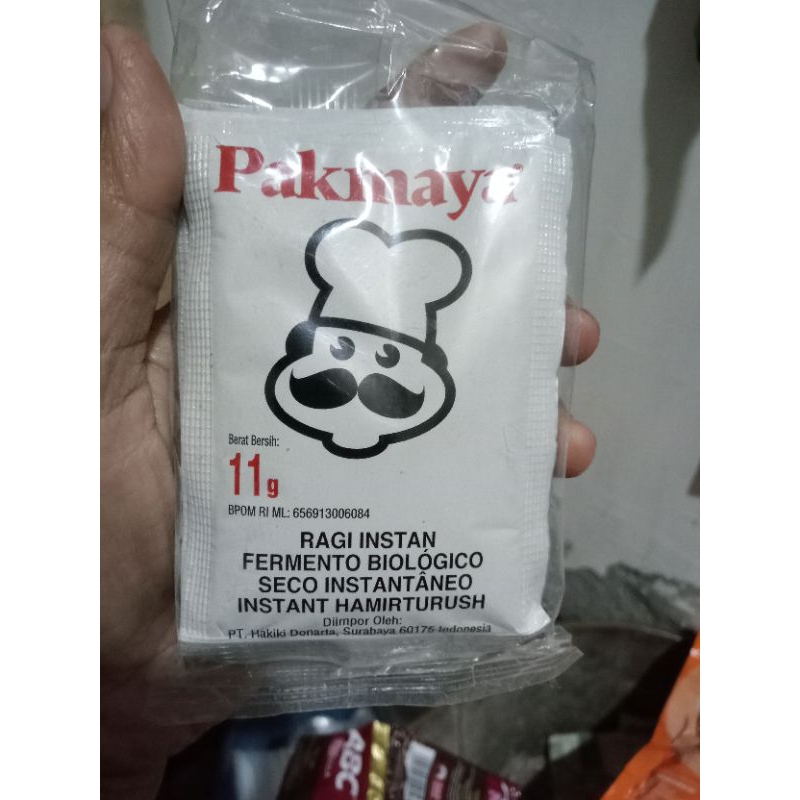 Pakmaya
Berat Bersih:
11g
BPOM RI ML: 656913006084
RAGI INSTAN
FERMENTO BIOLÓGICO
SECO INSTANTÂNEO
INSTANT HAMIRTURUSH
Diimpor Oleh:
PT. Hakiki Donarta, Surabaya 60175 Indonesia
ABC